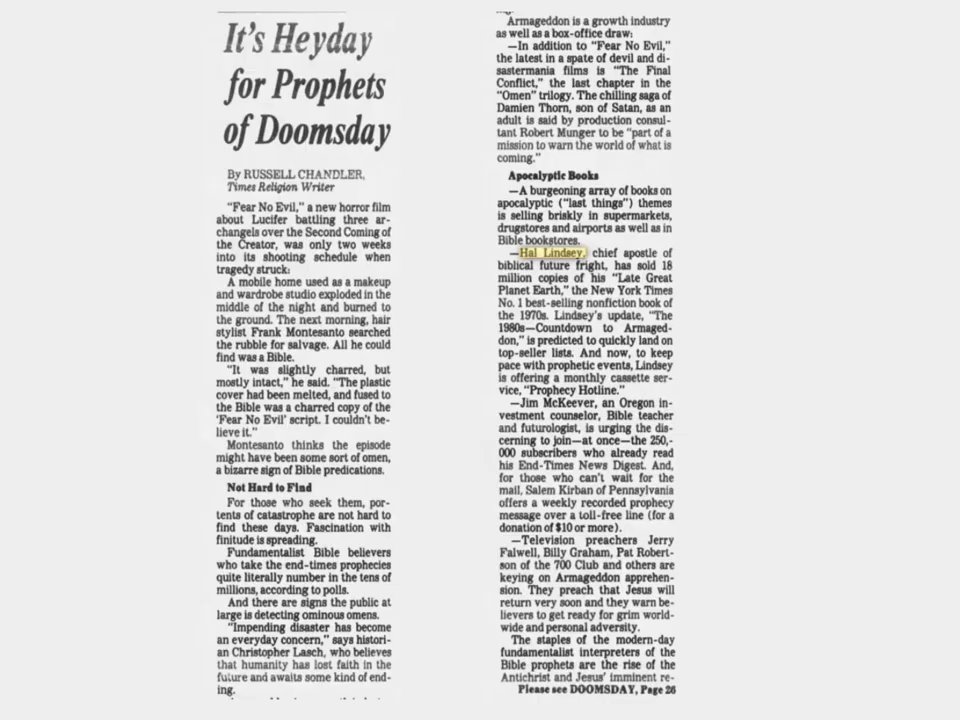 It's Heyday
for Prophets
of Doomsday
By RUSSELL CHANDLER,
Times Religion Writer
"Fear No Evil," a new horror film
about Lucifer battling three ar-
changels over the Second Coming of
the Creator, was only two weeks
into its shooting schedule when
tragedy struck:
A mobile home used as a makeup
and wardrobe studio exploded in the
middle of the night and burned to
the ground. The next morning, hair
stylist Frank Montesanto searched
the rubble for salvage. All he could
find was a Bible.
"It was slightly charred, but
mostly intact," he said. "The plastic
cover had been melted, and fused to
the Bible was a charred copy of the
'Fear No Evil' script. I couldn't be-
lieve it."
Montesanto thinks the episode
might have been some sort of omen,
a bizarre sign of Bible predications.
Not Hard to Find
For those who seek them, por-
tents of catastrophe are not hard to
find these days. Fascination with
finitude is spreading.
Fundamentalist Bible believers
who take the end-times prophecies
quite literally number in the tens of
millions, according to polls.
And there are signs the public at
large is detecting ominous omens.
"Impending disaster has become
an everyday concern," says histori-
an Christopher Lasch, who believes
that humanity has lost faith in the
future and awaits some kind of end-
ing.
Armageddon is a growth industry
as well as a box-office draw:
—In addition to "Fear No Evil,"
the latest in a spate of devil and di-
sastermania films is "The Final
Conflict," the last chapter in the
"Omen" trilogy. The chilling saga of
Damien Thorn, son of Satan, as an
adult is said by production consul-
tant Robert Munger to be "part of a
mission to warn the world of what is
coming."
Apocalyptic Books
—A burgeoning array of books on
apocalyptic ("last things") themes
is selling briskly in supermarkets,
drugstores and airports as well as in
Bible bookstores.
—Hal Lindsey, chief apostle of
biblical future fright, has sold 18
million copies of his "Late Great
Planet Earth," the New York Times
No. 1 best-selling nonfiction book of
the 1970s. Lindsey's update, "The
1980s—Countdown to Armaged-
don," is predicted to quickly land on
top-seller lists. And now, to keep
pace with prophetic events, Lindsey
is offering a monthly cassette ser-
vice, "Prophecy Hotline."
—Jim McKeever, an Oregon in-
vestment counselor, Bible teacher
and futurologist, is urging the dis-
cerning to join—at once—the 250,-
000 subscribers who already read
his End-Times News Digest. And,
for those who can't wait for the
mail, Salem Kirban of Pennsylvania
offers a weekly recorded prophecy
message over a toll-free line (for a
donation of $10 or more).
—Television preachers Jerry
Falwell, Billy Graham, Pat Robert-
son of the 700 Club and others are
keying on Armageddon apprehen-
sion. They preach that Jesus will
return very soon and they warn be-
lievers to get ready for grim world-
wide and personal adversity.
The staples of the modern-day
fundamentalist interpreters of the
Bible prophets are the rise of the
Antichrist and Jesus' imminent re-
Please see DOOMSDAY, Page 26